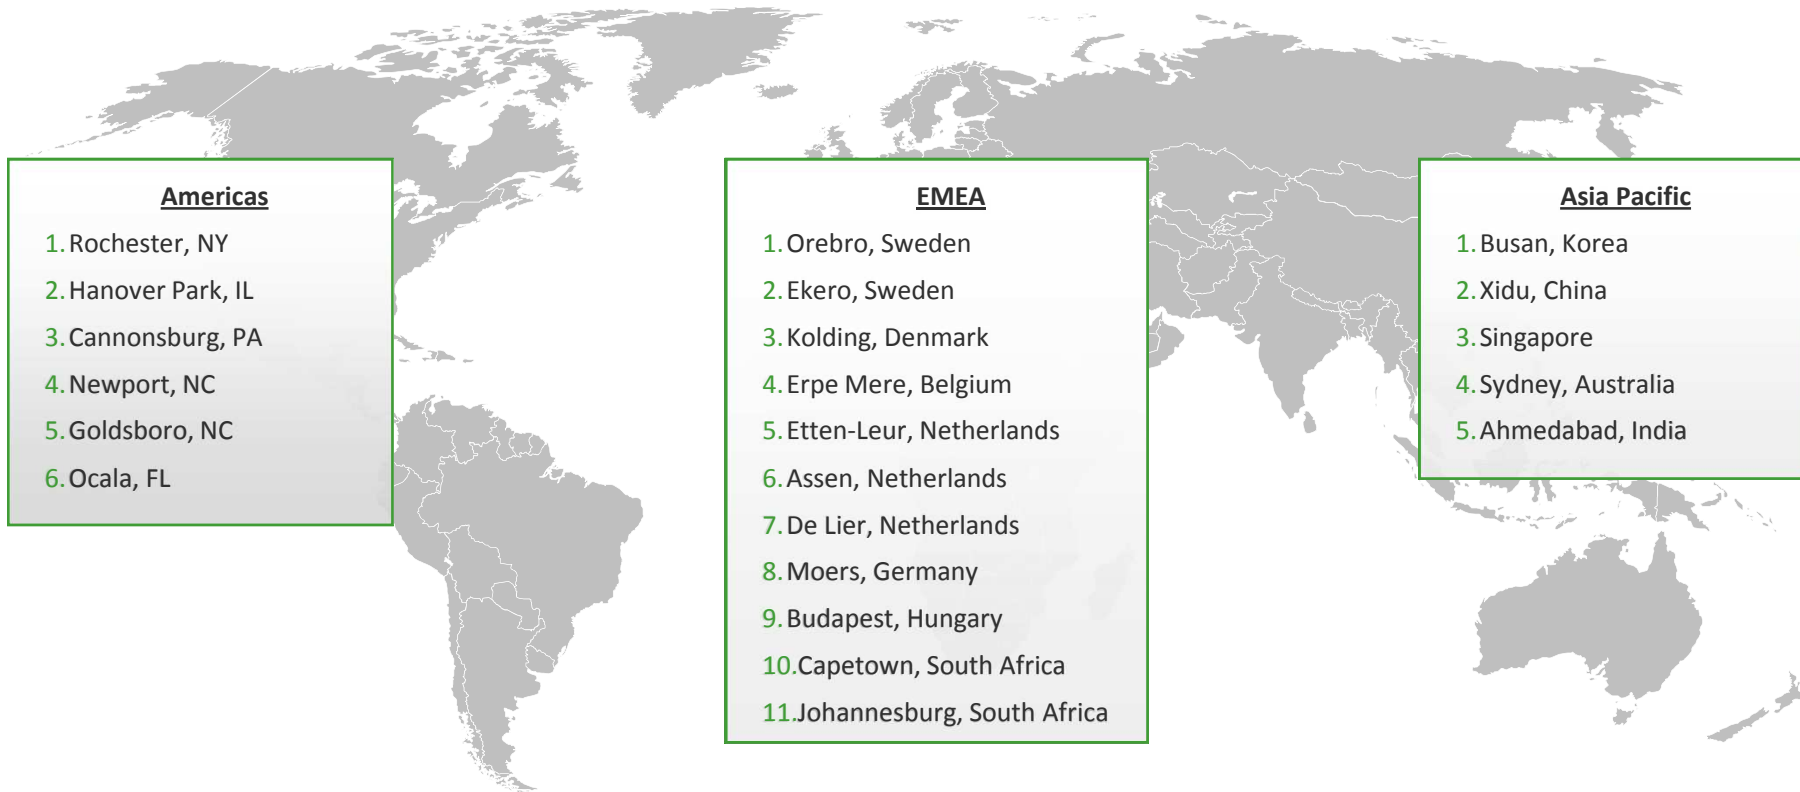 Americas
1. Rochester, NY
2. Hanover Park, IL
3. Cannonsburg, PA
4. Newport, NC
5. Goldsboro, NC
6. Ocala, FL
EMEA
1. Orebro, Sweden
2. Ekero, Sweden
3. Kolding, Denmark
4. Erpe Mere, Belgium
5. Etten-Leur, Netherlands
6. Assen, Netherlands
7. De Lier, Netherlands
8. Moers, Germany
9. Budapest, Hungary
10. Capetown, South Africa
11. Johannesburg, South Africa
Asia Pacific
1. Busan, Korea
2. Xidu, China
3. Singapore
4. Sydney, Australia
5. Ahmedabad, India